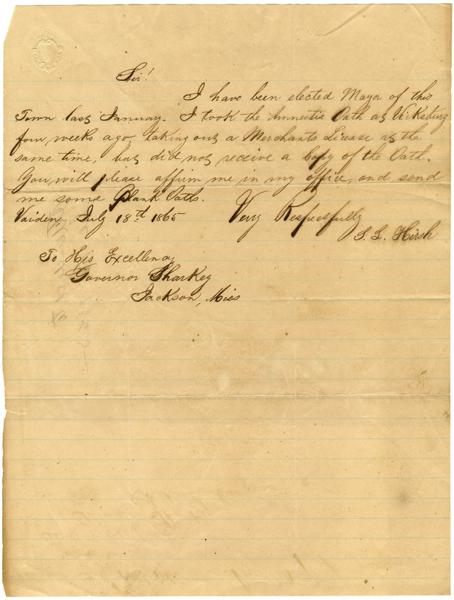 Sir!
I have been elected Mayor of this
Town last January. I took the Amnestie Oath at Vicksburg
four weeks ago, taking out a Merchants Licease at the
same time, but did not receive a copy of the Oath.
You will please affirm me in my office, and send
me some Blank Oaths.
Vaiden, July 18th 1865 Very Respectfully
S. L. Hirsh
To His Excellency
Governor Sharkey
Jackson, Miss